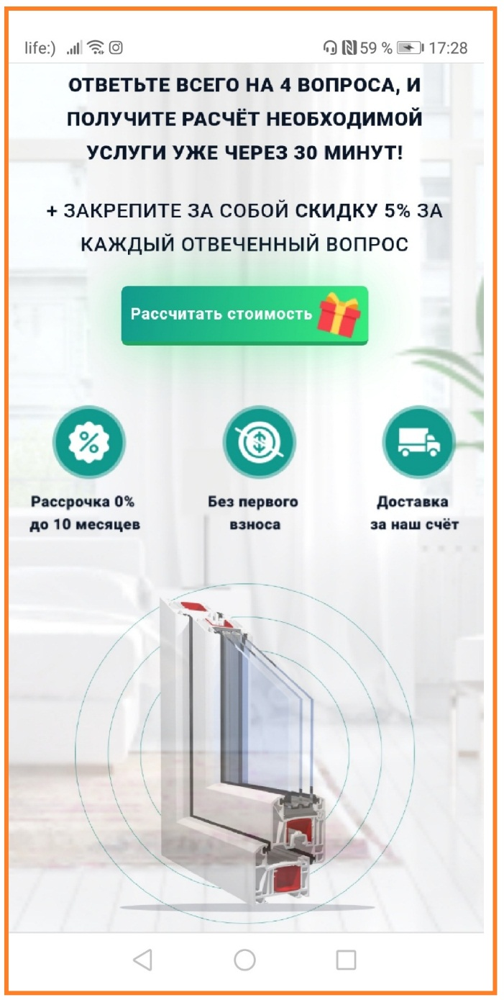 life:) 59 % 17:28
ОТВЕТЬТЕ ВСЕГО НА 4 ВОПРОСА, И
ПОЛУЧИТЕ РАСЧЁТ НЕОБХОДИМОЙ
УСЛУГИ УЖЕ ЧЕРЕЗ 30 МИНУТ!
+ ЗАКРЕПИТЕ ЗА СОБОЙ СКИДКУ 5% ЗА
КАЖДЫЙ ОТВЕЧЕННЫЙ ВОПРОС
Рассчитать стоимость
Рассрочка 0%
до 10 месяцев
Без первого
взноса
Доставка
за наш счёт